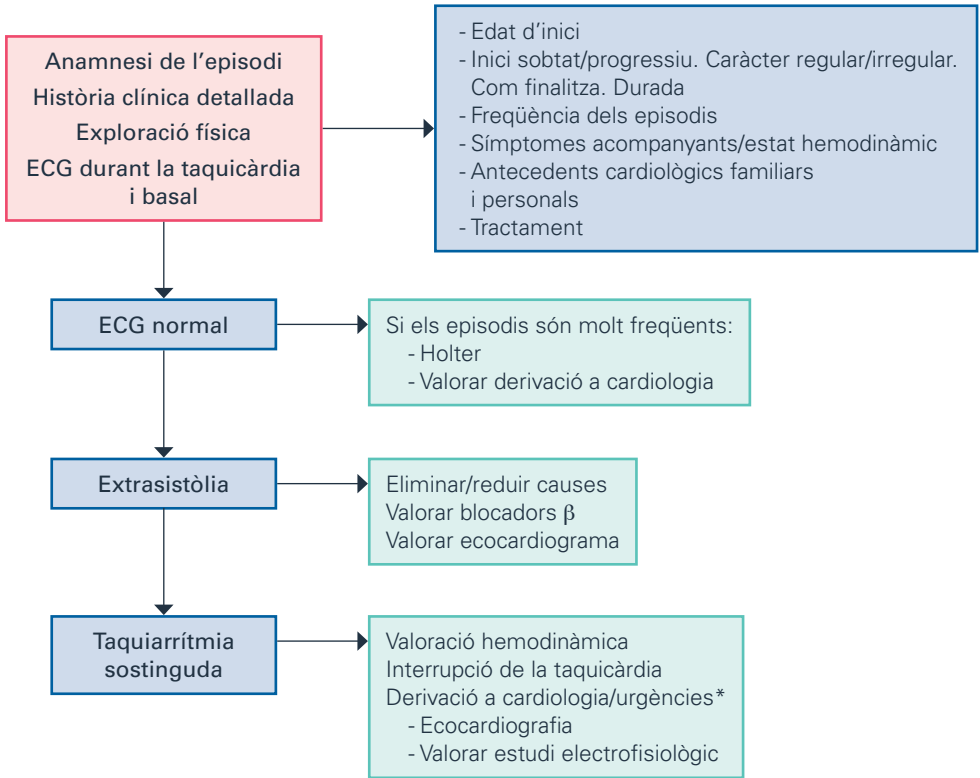 Anamnesi de l’episodi
Història clínica detallada
Exploració física
ECG durant la taquicàrdia
i basal
- Edat d’inici
- Inici sobtat/progressiu. Caràcter regular/irregular.
Com finalitza. Durada
- Freqüència dels episodis
- Símptomes acompanyants/estat hemodinàmic
- Antecedents cardiològics familiars
i personals
- Tractament
ECG normal
Si els episodis són molt freqüents:
- Holter
- Valorar derivació a cardiologia
Extrasistòlia
Eliminar/reduir causes
Valorar blocadors β
Valorar ecocardiograma
Taquiarrítmia
sostinguda
Valoració hemodinàmica
Interrupció de la taquicàrdia
Derivació a cardiologia/urgències*
- Ecocardiografia
- Valorar estudi electrofisiològic